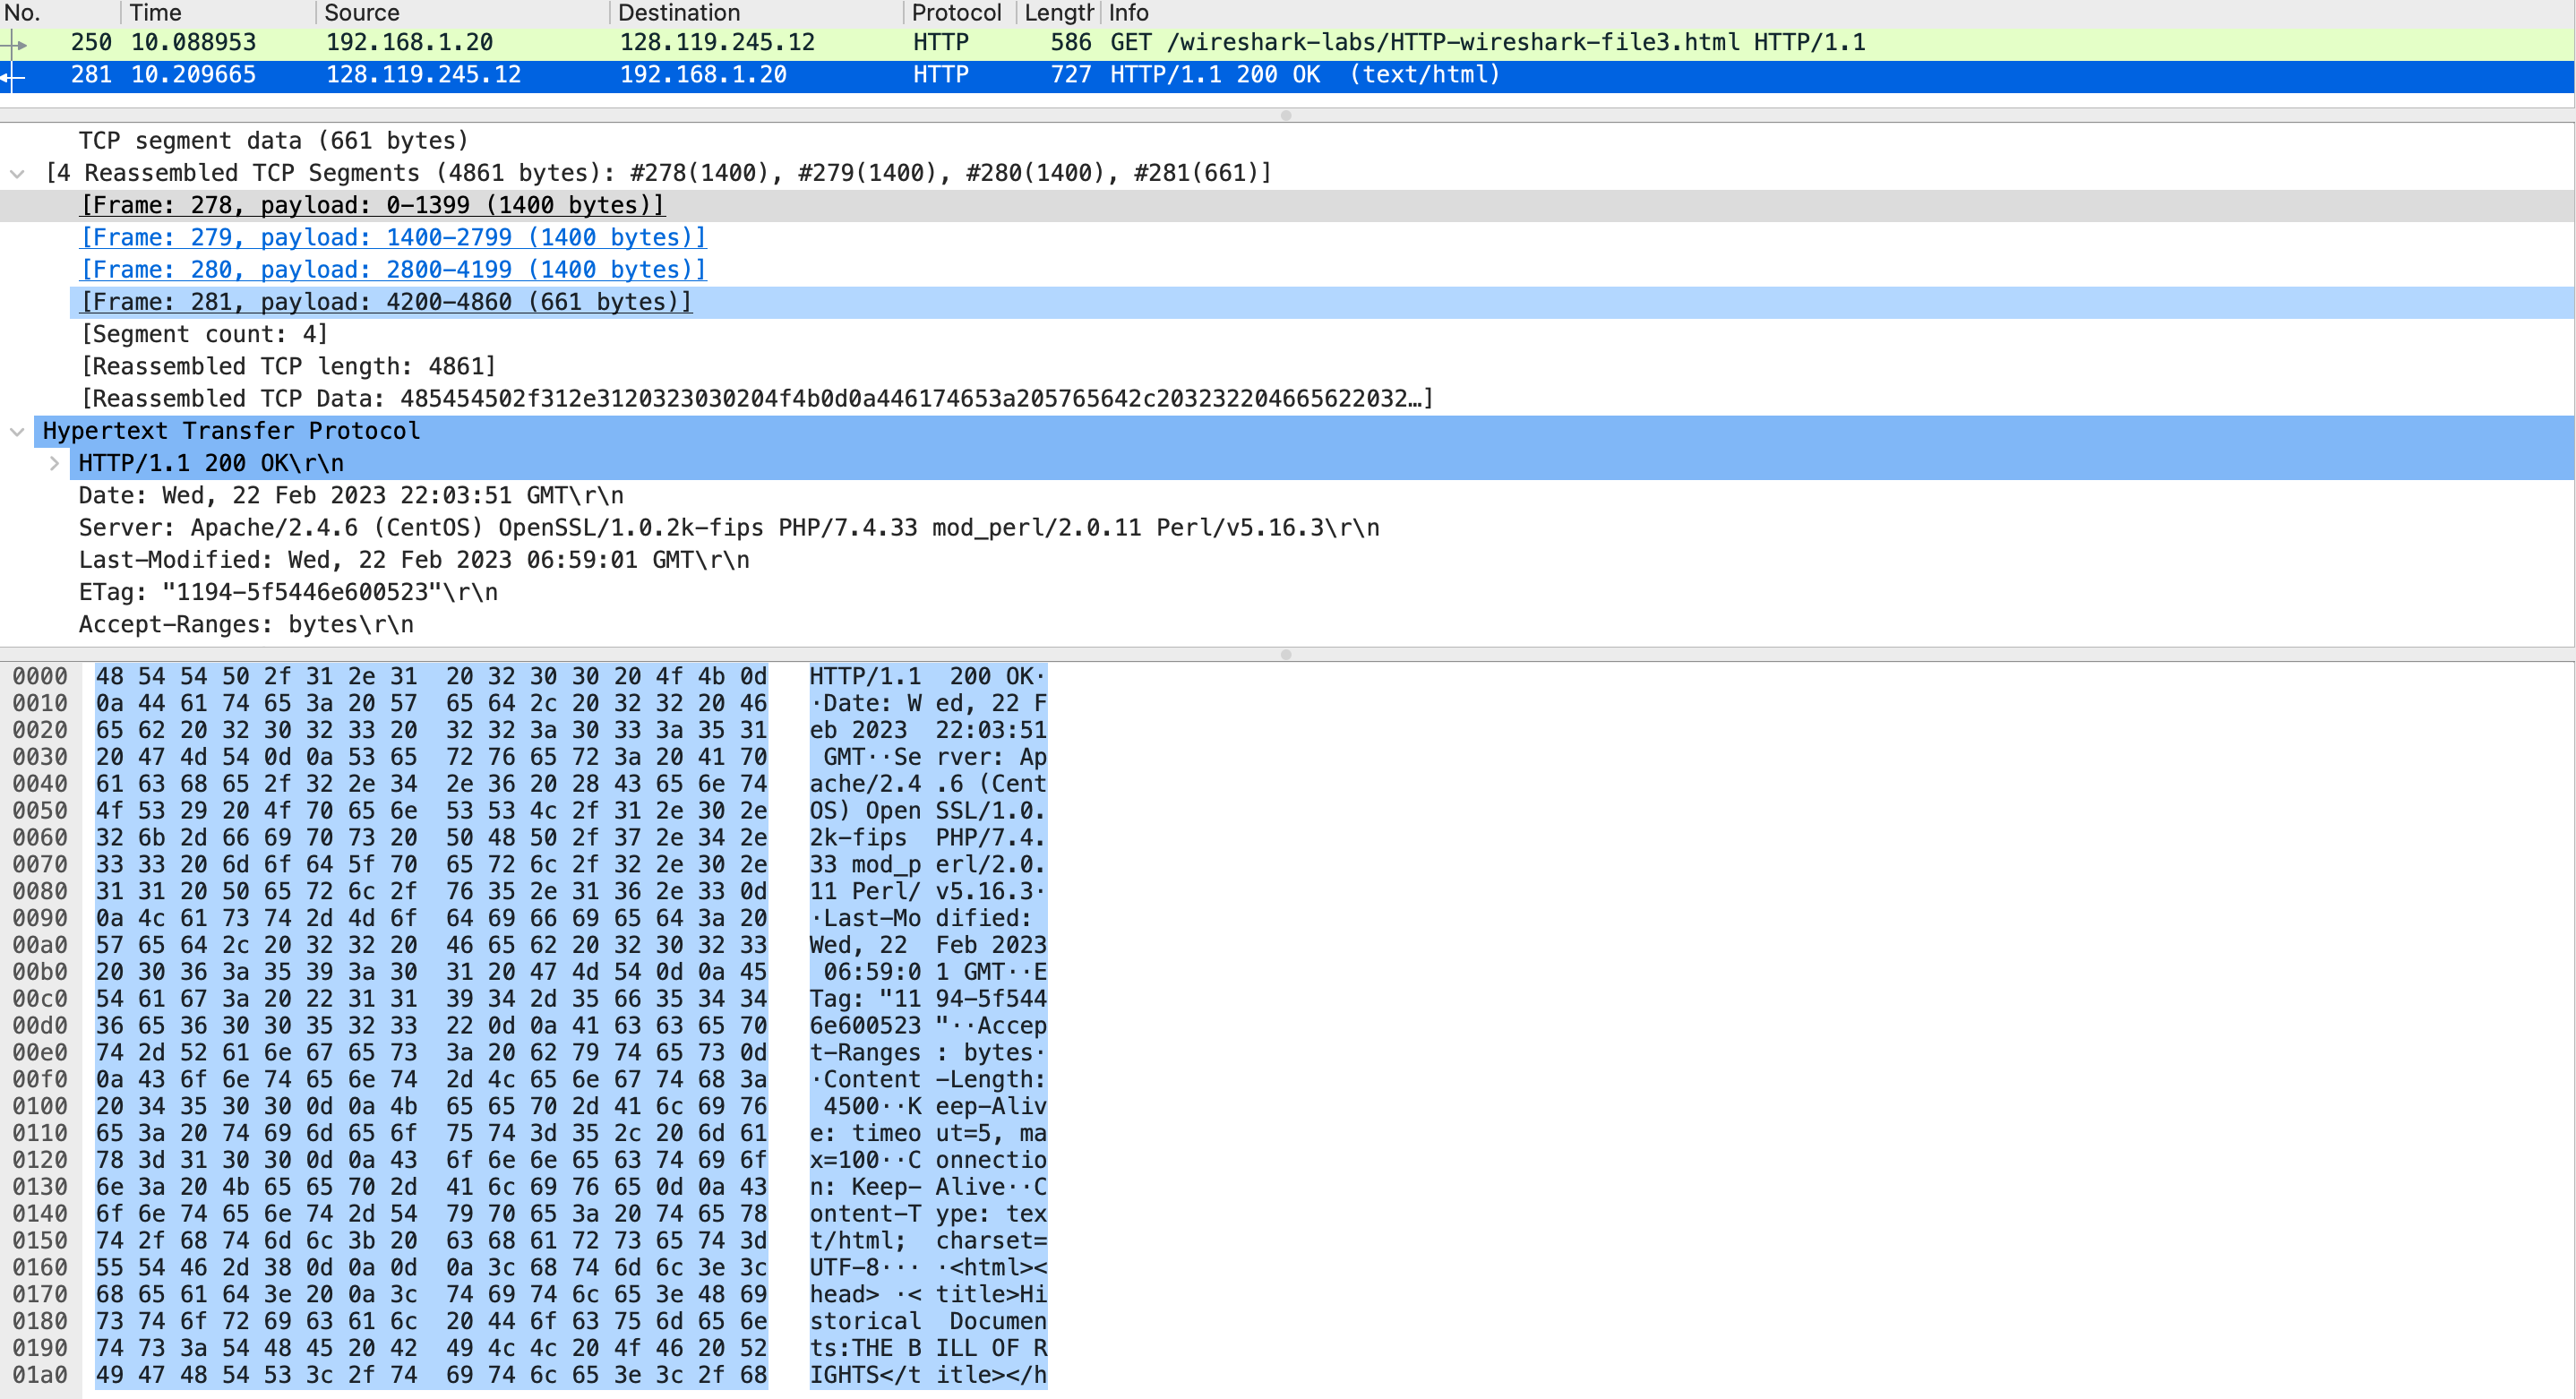 No. Time Source Destination Protocol Length Info
250 10.088953 192.168.1.20 128.119.245.12 HTTP 586 GET /wireshark-labs/HTTP-wireshark-file3.html HTTP/1.1
281 10.209665 128.119.245.12 192.168.1.20 HTTP 727 HTTP/1.1 200 OK  (text/html)
TCP segment data (661 bytes)
[4 Reassembled TCP Segments (4861 bytes): #278(1400), #279(1400), #280(1400), #281(661)]
[Frame: 278, payload: 0-1399 (1400 bytes)]
[Frame: 279, payload: 1400-2799 (1400 bytes)]
[Frame: 280, payload: 2800-4199 (1400 bytes)]
[Frame: 281, payload: 4200-4860 (661 bytes)]
[Segment count: 4]
[Reassembled TCP length: 4861]
[Reassembled TCP Data: 485454502f312e3120323030204f4b0d0a446174653a205765642c203232204665622032…]
Hypertext Transfer Protocol
HTTP/1.1 200 OK\r\n
Date: Wed, 22 Feb 2023 22:03:51 GMT\r\n
Server: Apache/2.4.6 (CentOS) OpenSSL/1.0.2k-fips PHP/7.4.33 mod_perl/2.0.11 Perl/v5.16.3\r\n
Last-Modified: Wed, 22 Feb 2023 06:59:01 GMT\r\n
ETag: "1194-5f5446e600523"\r\n
Accept-Ranges: bytes\r\n
0000 48 54 54 50 2f 31 2e 31 20 32 30 30 20 4f 4b 0d HTTP/1.1 200 OK·
0010 0a 44 61 74 65 3a 20 57 65 64 2c 20 32 32 20 46 ·Date: W ed, 22 F
0020 65 62 20 32 30 32 33 20 32 32 3a 30 33 3a 35 31 eb 2023 22:03:51
0030 20 47 4d 54 0d 0a 53 65 72 76 65 72 3a 20 41 70 GMT··Se rver: Ap
0040 61 63 68 65 2f 32 2e 34 2e 36 20 28 43 65 6e 74 ache/2.4 .6 (Cent
0050 4f 53 29 20 4f 70 65 6e 53 53 4c 2f 31 2e 30 2e OS) Open SSL/1.0.
0060 32 6b 2d 66 69 70 73 20 50 48 50 2f 37 2e 34 2e 2k-fips PHP/7.4.
0070 33 33 20 6d 6f 64 5f 70 65 72 6c 2f 32 2e 30 2e 33 mod_p erl/2.0.
0080 31 31 20 50 65 72 6c 2f 76 35 2e 31 36 2e 33 0d 11 Perl/ v5.16.3·
0090 0a 4c 61 73 74 2d 4d 6f 64 69 66 69 65 64 3a 20 ·Last-Mo dified:
00a0 57 65 64 2c 20 32 32 20 46 65 62 20 32 30 32 33 Wed, 22 Feb 2023
00b0 20 30 36 3a 35 39 3a 30 31 20 47 4d 54 0d 0a 45 06:59:0 1 GMT··E
00c0 54 61 67 3a 20 22 31 31 39 34 2d 35 66 35 34 34 Tag: "11 94-5f544
00d0 36 65 36 30 30 35 32 33 22 0d 0a 41 63 63 65 70 6e600523 "··Accep
00e0 74 2d 52 61 6e 67 65 73 3a 20 62 79 74 65 73 0d t-Ranges : bytes·
00f0 0a 43 6f 6e 74 65 6e 74 2d 4c 65 6e 67 74 68 3a ·Content -Length:
0100 20 34 35 30 30 0d 0a 4b 65 65 70 2d 41 6c 69 76 4500··K eep-Aliv
0110 65 3a 20 74 69 6d 65 6f 75 74 3d 35 2c 20 6d 61 e: timeo ut=5, ma
0120 78 3d 31 30 30 0d 0a 43 6f 6e 6e 65 63 74 69 6f x=100··C onnectio
0130 6e 3a 20 4b 65 65 70 2d 41 6c 69 76 65 0d 0a 43 n: Keep- Alive··C
0140 6f 6e 74 65 6e 74 2d 54 79 70 65 3a 20 74 65 78 ontent-T ype: tex
0150 74 2f 68 74 6d 6c 3b 20 63 68 61 72 73 65 74 3d t/html; charset=
0160 55 54 46 2d 38 0d 0a 0d 0a 3c 68 74 6d 6c 3e 3c UTF-8··· ·<html><
0170 68 65 61 64 3e 20 0a 3c 74 69 74 6c 65 3e 48 69 head> ·< title>Hi
0180 73 74 6f 72 69 63 61 6c 20 44 6f 63 75 6d 65 6e storical Documen
0190 74 73 3a 54 48 45 20 42 49 4c 4c 20 4f 46 20 52 ts:THE B ILL OF R
01a0 49 47 48 54 53 3c 2f 74 69 74 6c 65 3e 3c 2f 68 IGHTS</t itle></h